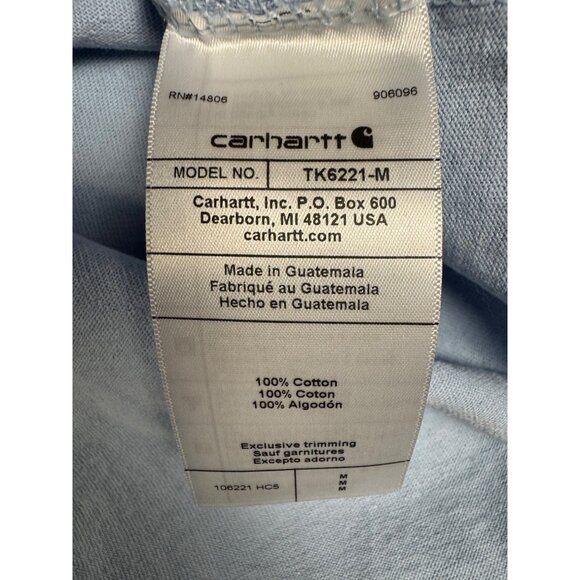 RN#14806 906096
carhartt
MODEL NO. TK6221-M
Carhartt, Inc. P.O. Box 600
Dearborn, MI 48121 USA
carhartt.com
Made in Guatemala
Fabriqué au Guatemala
Hecho en Guatemala
100% Cotton
100% Coton
100% Algodón
Exclusive trimming
Sauf garnitures
Excepto adorno
106221 HC5 M
M
M